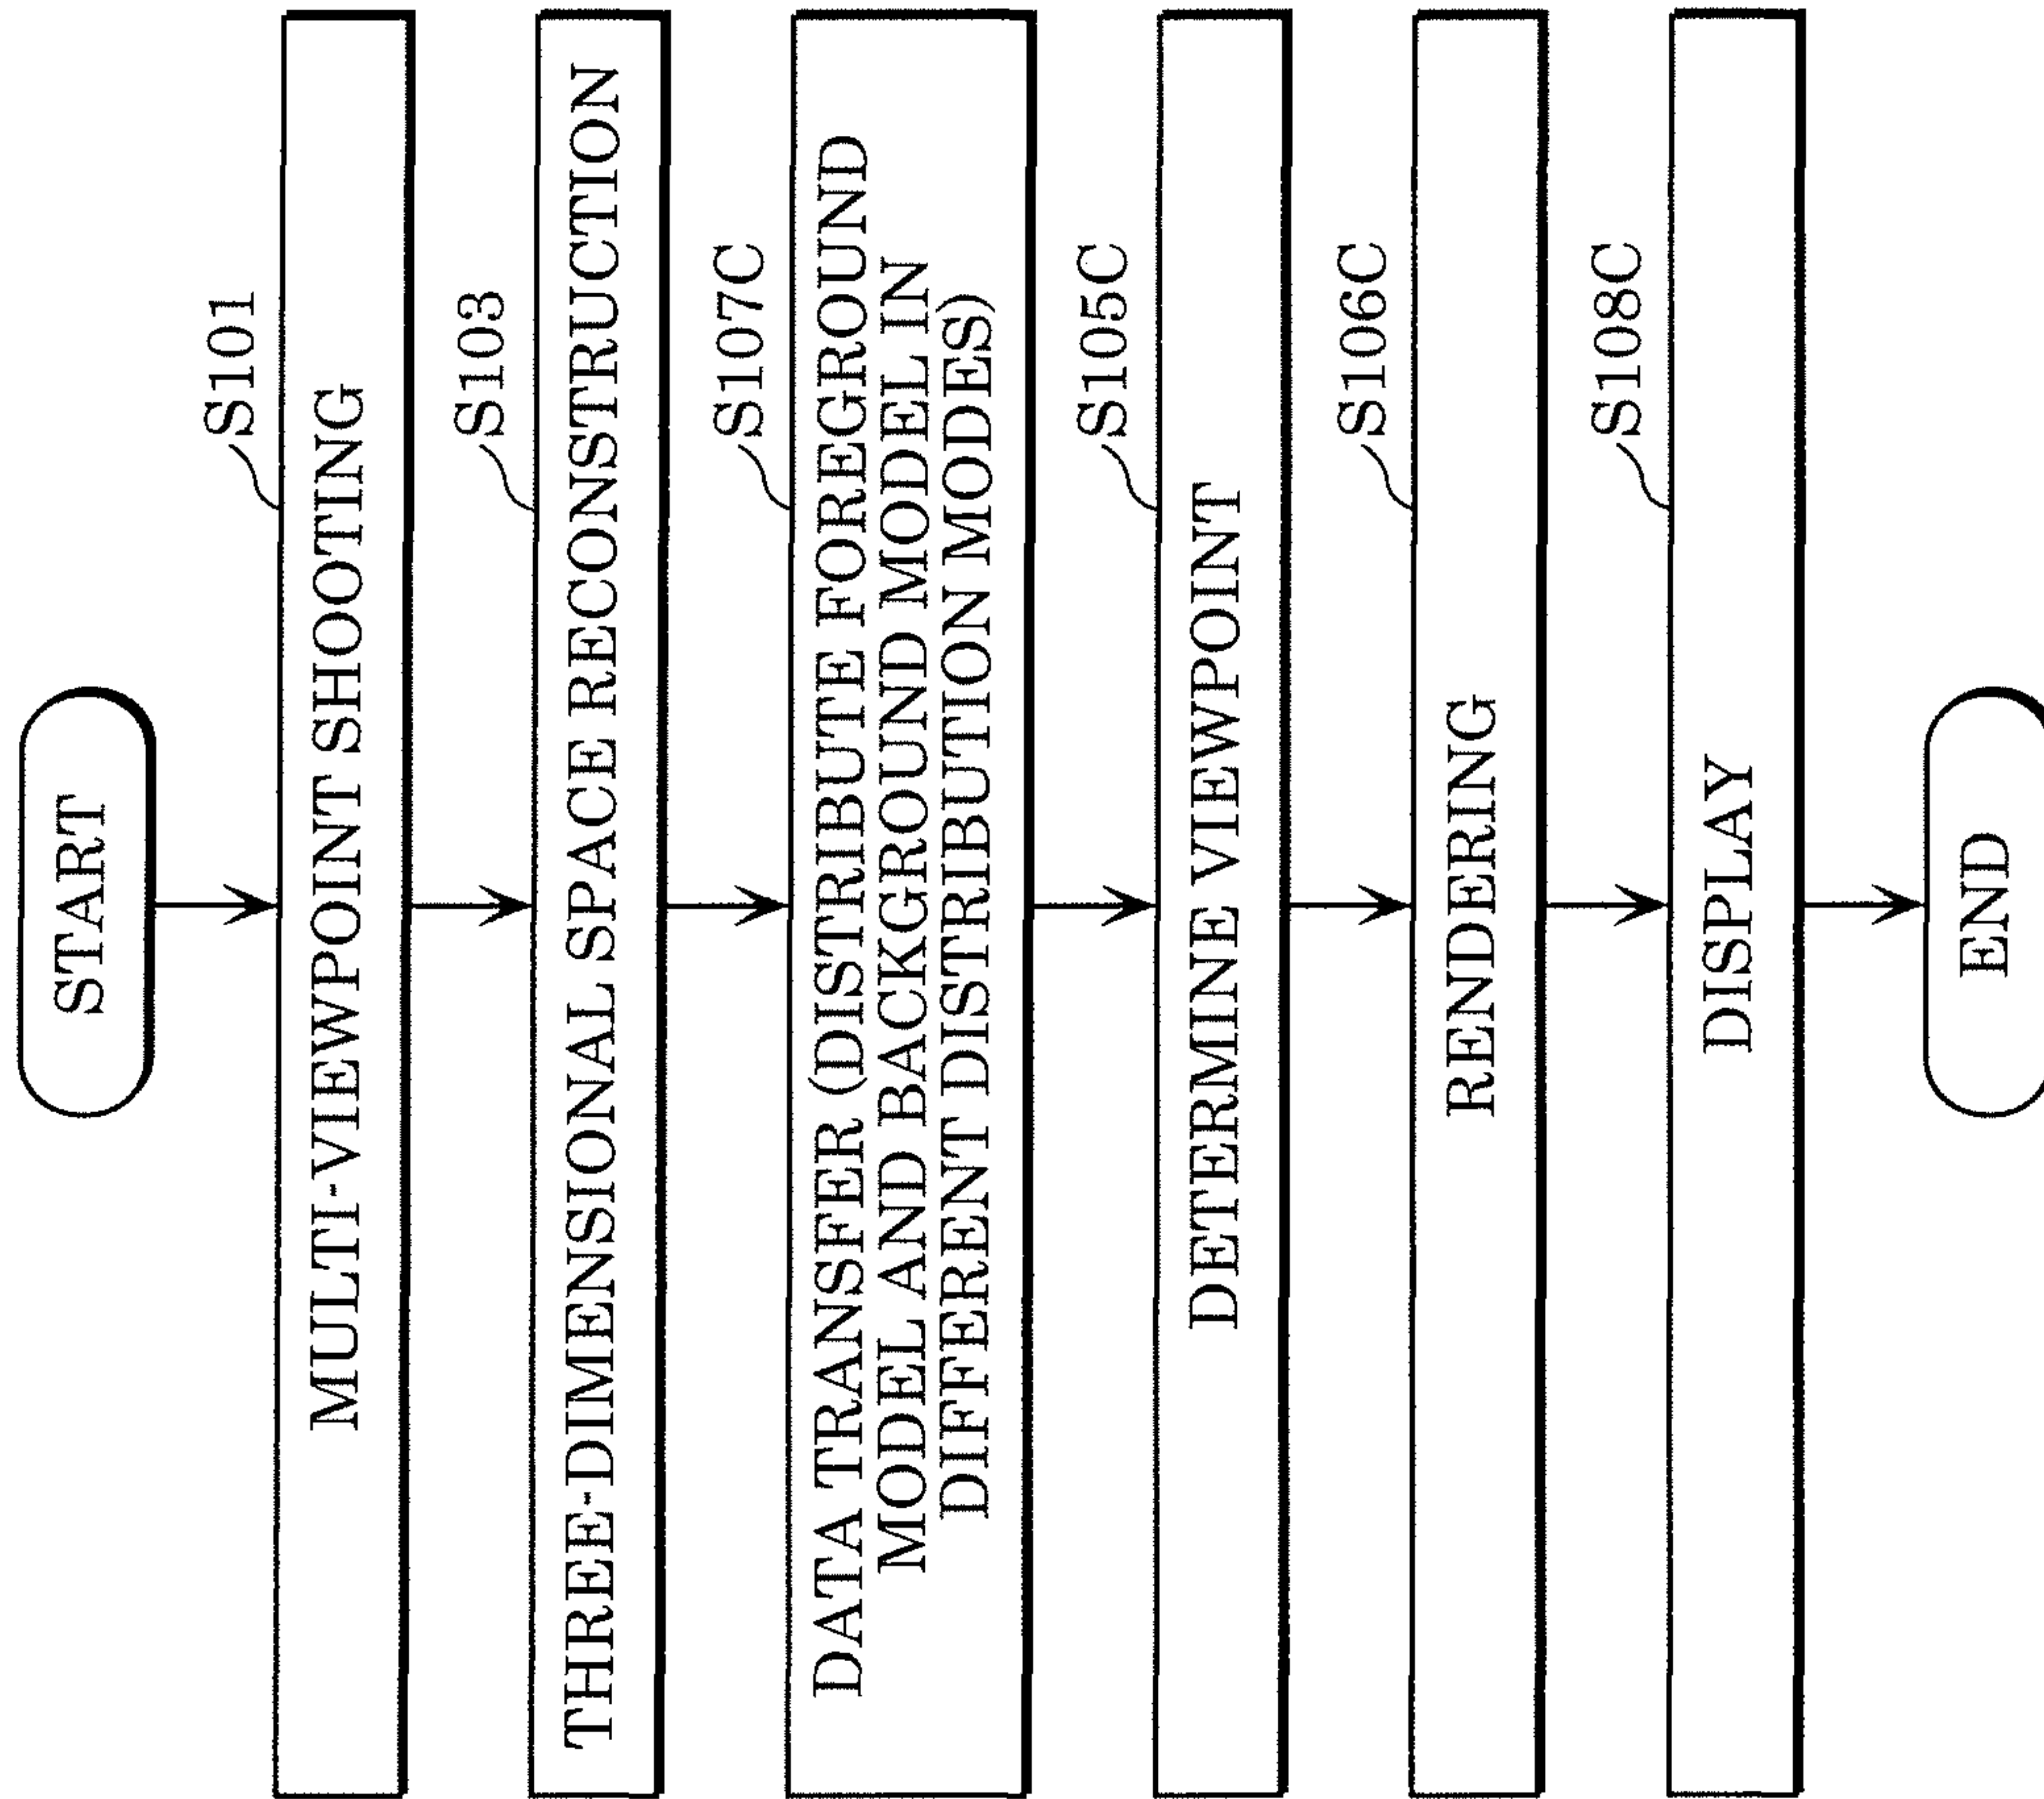 START
S101
MULTI-VIEWPOINT SHOOTING
S103
THREE-DIMENSIONAL SPACE RECONSTRUCTION
S107C
DATA TRANSFER (DISTRIBUTE FOREGROUND
MODEL AND BACKGROUND MODEL IN
DIFFERENT DISTRIBUTION MODES)
S105C
DETERMINE VIEWPOINT
S106C
RENDERING
S108C
DISPLAY
END